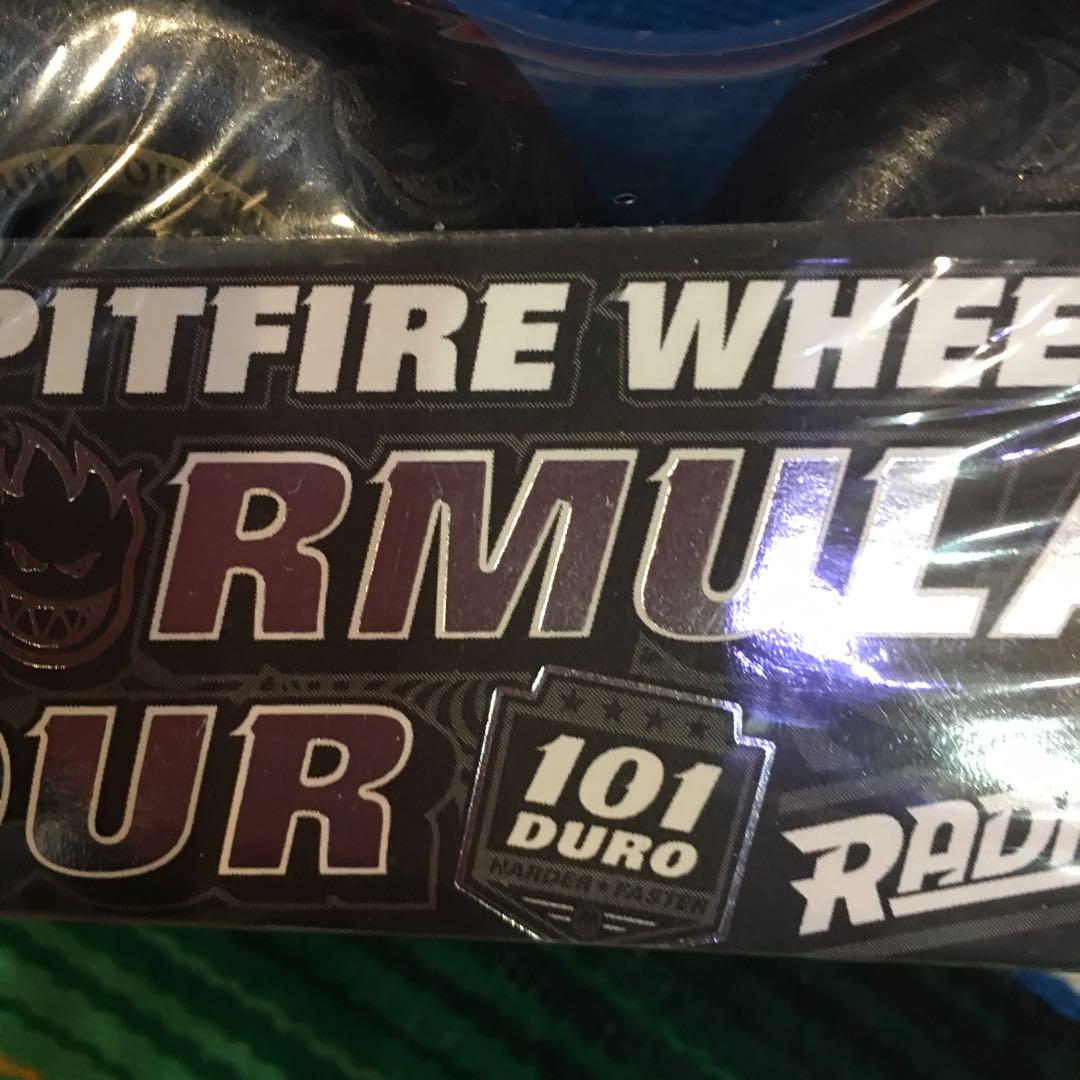 PITFIRE WHEE
RMULA
OUR
101
DURO
HARDER + FASTER
RADI